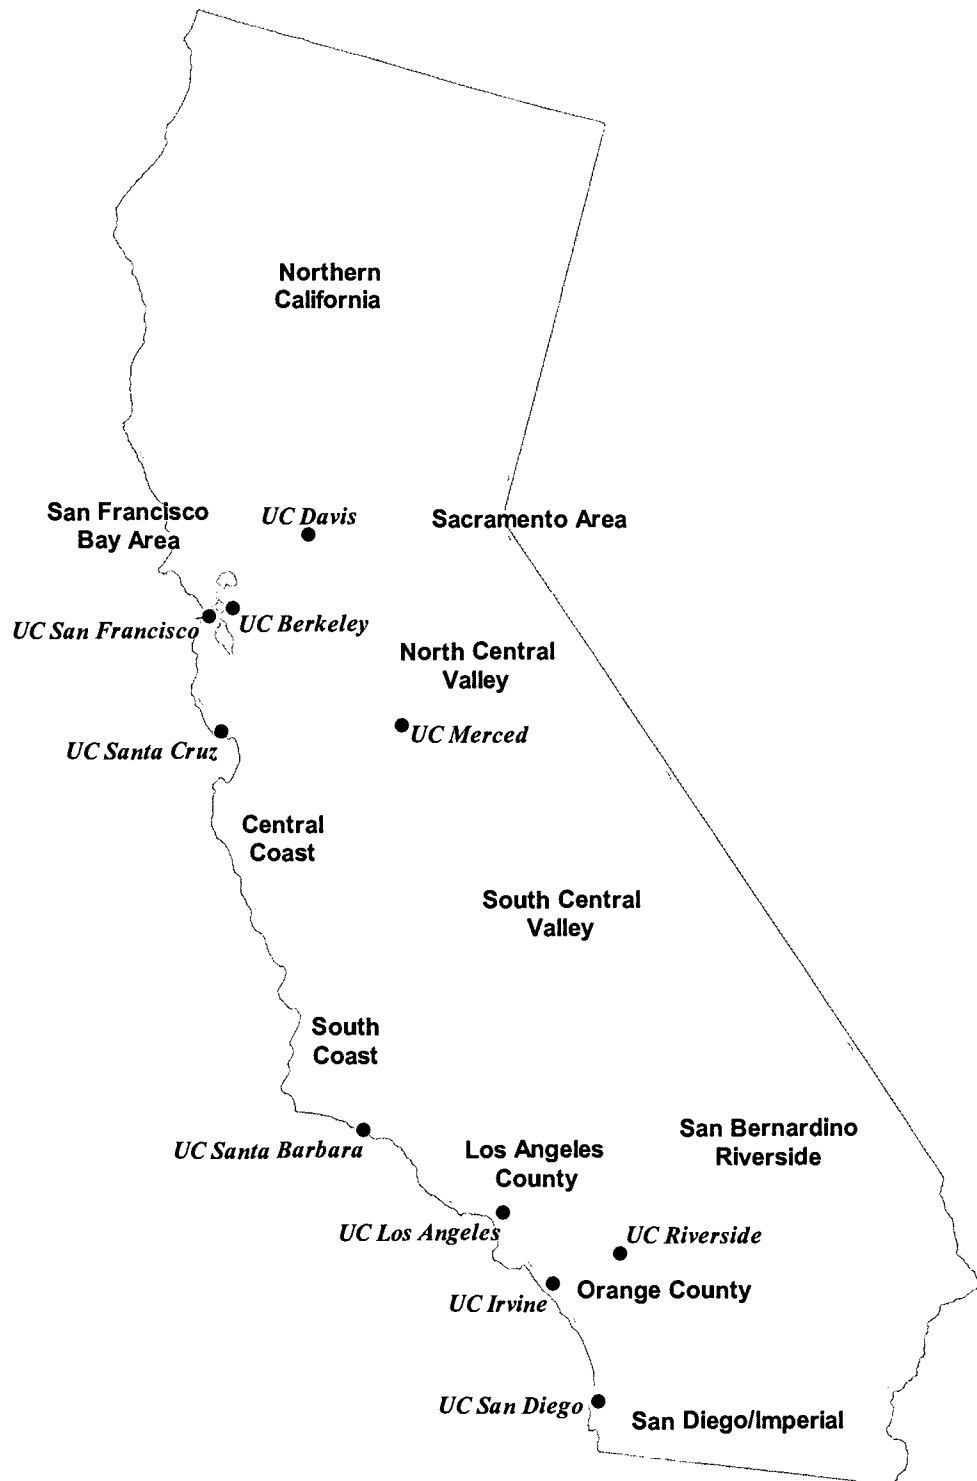 Northern
California
San Francisco
Bay Area
UC Davis
Sacramento Area
UC San Francisco
UC Berkeley
North Central
Valley
UC Merced
UC Santa Cruz
Central
Coast
South Central
Valley
South
Coast
UC Santa Barbara
Los Angeles
County
San Bernardino
Riverside
UC Los Angeles
UC Riverside
UC Irvine
Orange County
UC San Diego
San Diego/Imperial